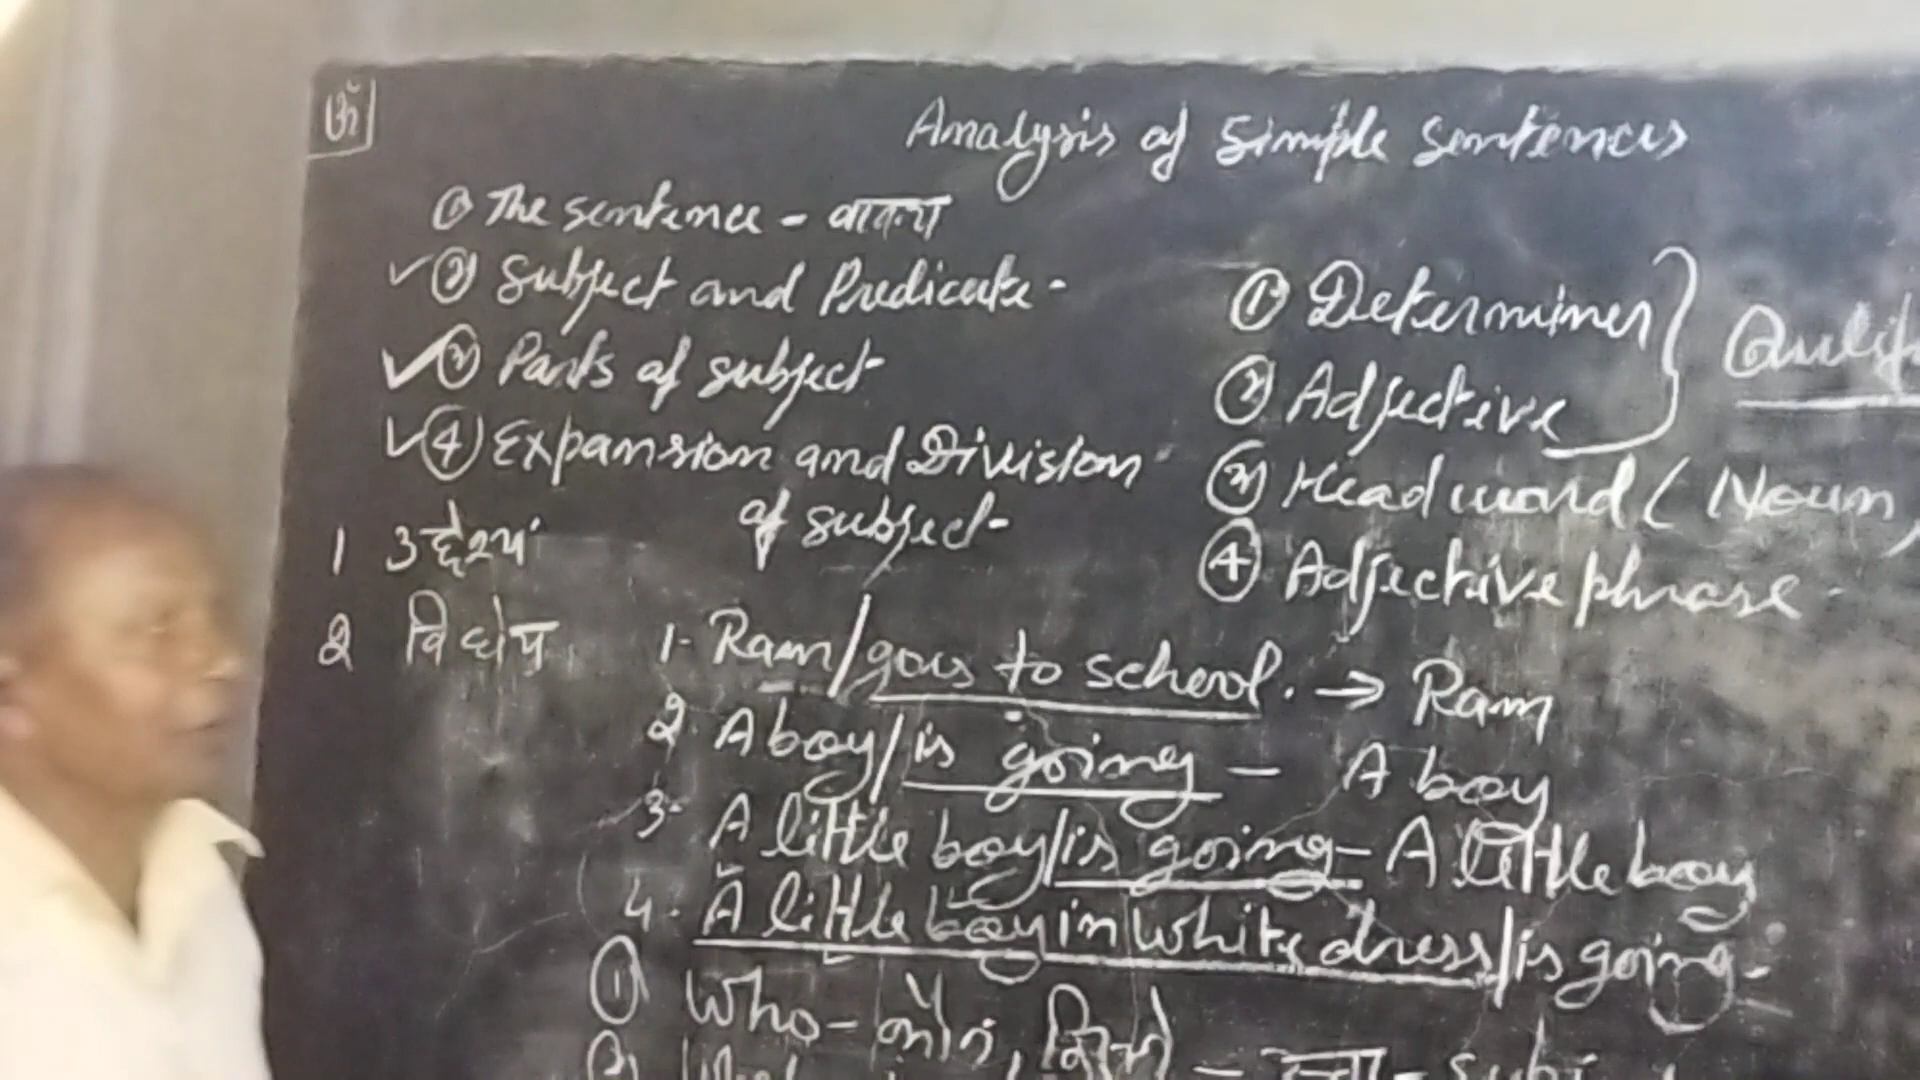 ॐ
Analysis of Simple Sentences
① The sentence - वाक्य
✓② Subject and Predicate -
✓③ Parts of subject
✓④ Expansion and Division
of subject -
1 उद्देश्य
2 विधेय
① Determiner
② Adjective
③ Headword ( Noun,
④ Adjective phrase
1. Ram/goes to school. → Ram
2. A boy/is going - A boy
3. A little boy/is going - A little boy
4. A little boy in white dress/is going -
① Who - कौन, किसने